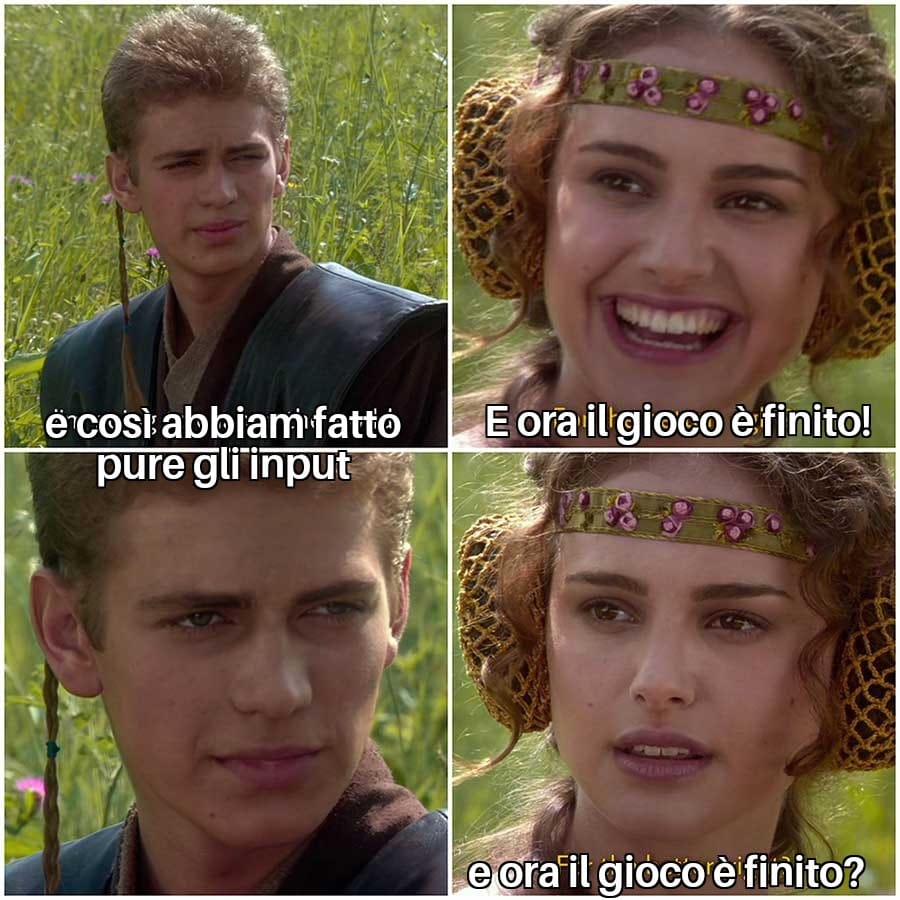 e così abbiam fatto
pure gli input
E ora il gioco è finito!
e ora il gioco è finito?